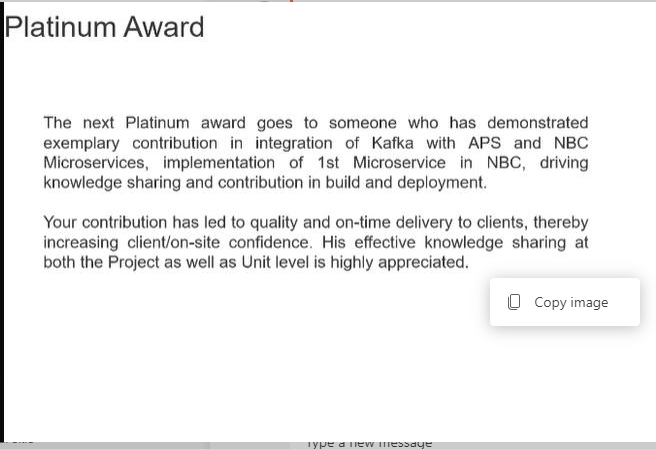 Platinum Award
The next Platinum award goes to someone who has demonstrated
exemplary contribution in integration of Kafka with APS and NBC
Microservices, implementation of 1st Microservice in NBC, driving
knowledge sharing and contribution in build and deployment.
Your contribution has led to quality and on-time delivery to clients, thereby
increasing client/on-site confidence. His effective knowledge sharing at
both the Project as well as Unit level is highly appreciated.
Copy image
Type a new message